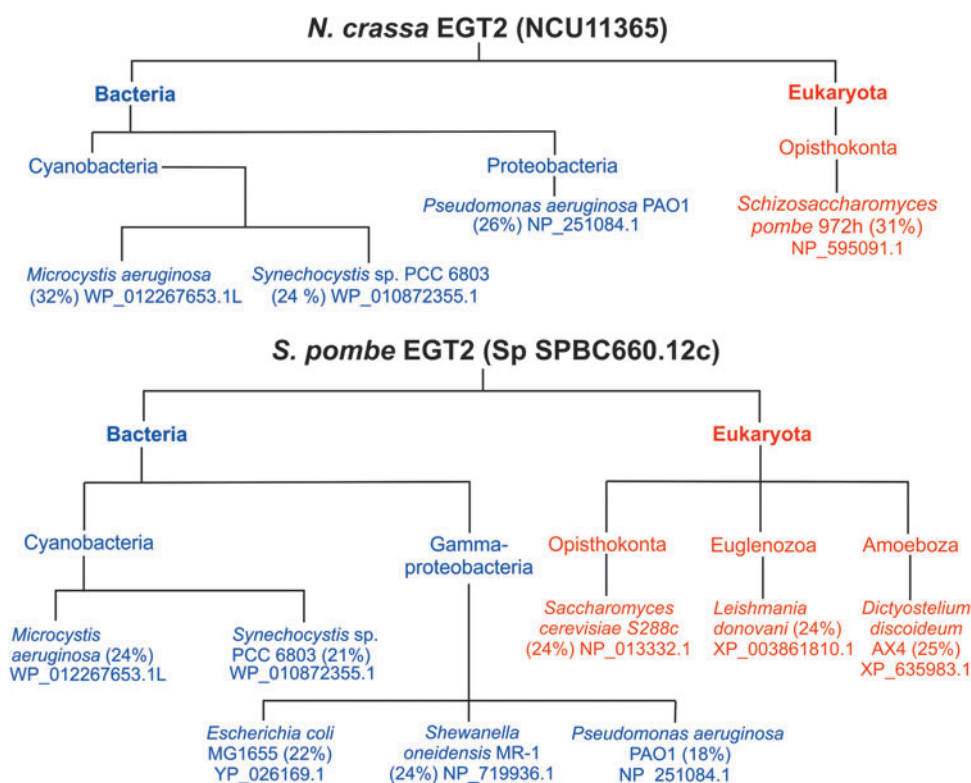 N. crassa EGT2 (NCU11365)
Bacteria
Eukaryota
Cyanobacteria
Proteobacteria
Opisthokonta
Pseudomonas aeruginosa PAO1
(26%) NP_251084.1
Schizosaccharomyces
pombe 972h (31%)
NP_595091.1
Microcystis aeruginosa
(32%) WP_012267653.1L
Synechocystis sp. PCC 6803
(24 %) WP_010872355.1
S. pombe EGT2 (Sp SPBC660.12c)
Bacteria
Eukaryota
Cyanobacteria
Gamma-
proteobacteria
Opisthokonta
Euglenozoa
Amoeboza
Microcystis
aeruginosa (24%)
WP_012267653.1L
Synechocystis sp.
PCC 6803 (21%)
WP_010872355.1
Saccharomyces
cerevisiae S288c
(24%) NP_013332.1
Leishmania
donovani (24%)
XP_003861810.1
Dictyostelium
discoideum
AX4 (25%)
XP_635983.1
Escherichia coli
MG1655 (22%)
YP_026169.1
Shewanella
oneidensis MR-1
(24%) NP_719936.1
Pseudomonas aeruginosa
PAO1 (18%)
NP_251084.1